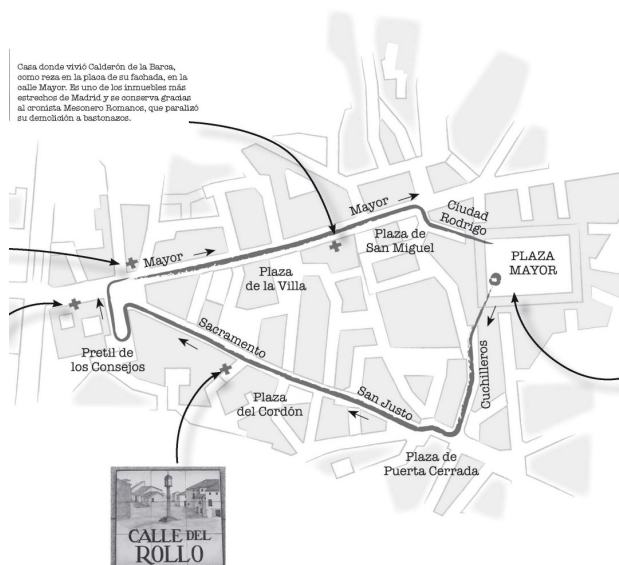 Casa donde vivió Calderón de la Barca,
como reza en la placa de su fachada, en la
calle Mayor. Es uno de los inmuebles más
estrechos de Madrid y se conserva gracias
al cronista Mesonero Romanos, que paralizó
su demolición a bastonazos.
Mayor
Ciudad
Rodrigo
Plaza de
San Miguel
Mayor
Plaza
de la Villa
PLAZA
MAYOR
Pretil de
los Consejos
Sacramento
Cuchilleros
Plaza
del Cordón
San Justo
Plaza de
Puerta Cerrada
CALLE DEL
ROLLO